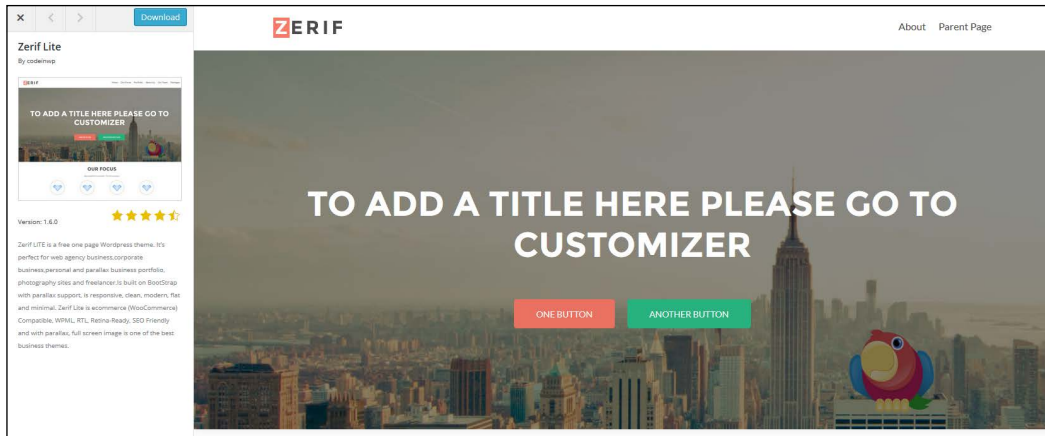 Download
Zerif Lite
By codeinwp
ZERIF
TO ADD A TITLE HERE PLEASE GO TO
CUSTOMIZER
OUR FOCUS
Version: 1.6.0
Zerif LITE is a free one page Wordpress theme. It's
perfect for web agency business,corporate
business,personal and parallax business portfolio,
photography sites and freelancer.Is built on BootStrap
with parallax support, is responsive, clean, modern, flat
and minimal. Zerif Lite is ecommerce (WooCommerce)
Compatible, WPML, RTL, Retina-Ready, SEO Friendly
and with parallax, full screen image is one of the best
business themes.
ZERIF
About Parent Page
TO ADD A TITLE HERE PLEASE GO TO
CUSTOMIZER
ONE BUTTON ANOTHER BUTTON